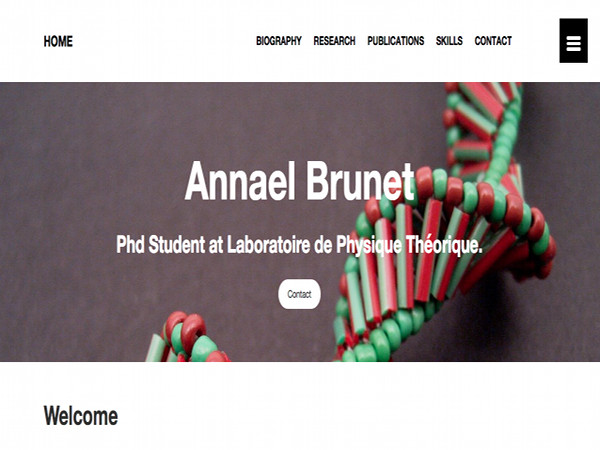 HOME BIOGRAPHY RESEARCH PUBLICATIONS SKILLS CONTACT
Annael Brunet
Phd Student at Laboratoire de Physique Théorique.
Contact
Welcome